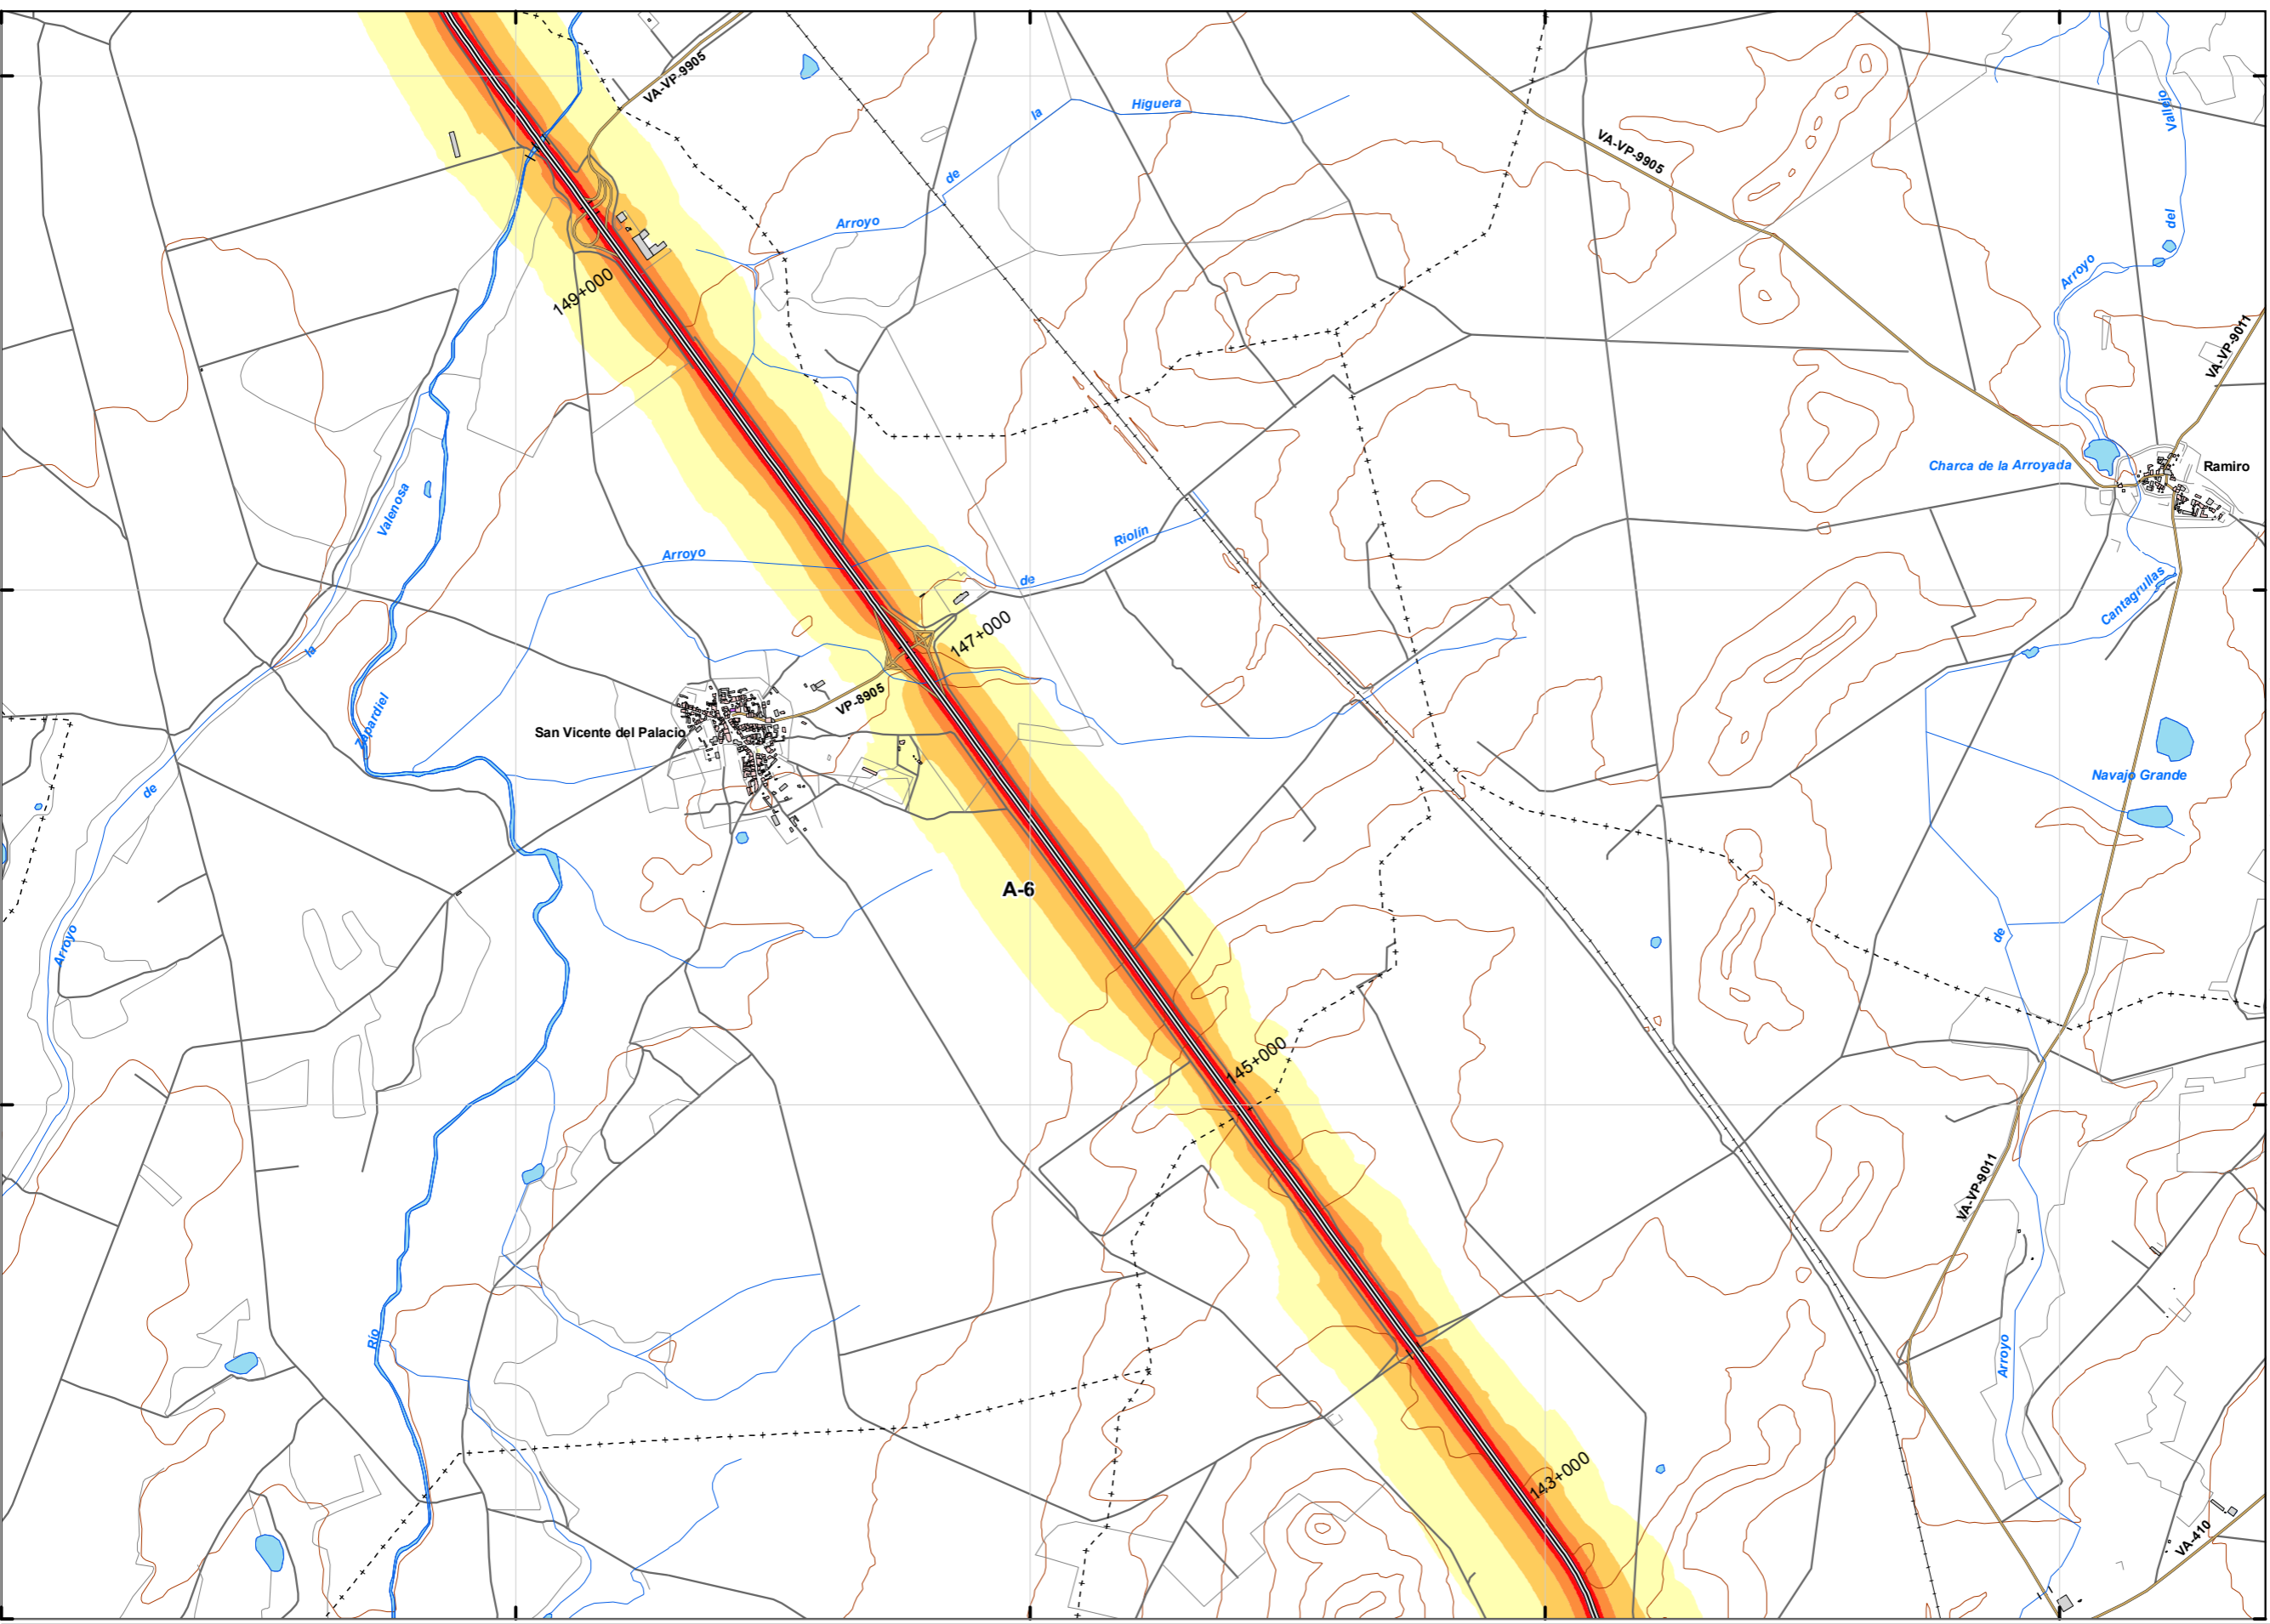 VA-VP-9905
Higuera
la
de
Arroyo
VA-VP-9905
Vallejo
del
Arroyo
VA-VP-9011
149+000
Charca de la Arroyada
Ramiro
Valenosa
Arroyo
Riolín
de
Cantagrullas
147+000
la
VP-8905
Zapardiel
San Vicente del Palacio
de
Navajo Grande
A-6
Arroyo
de
145+000
VA-VP-9011
Río
Arroyo
143+000
VA-410